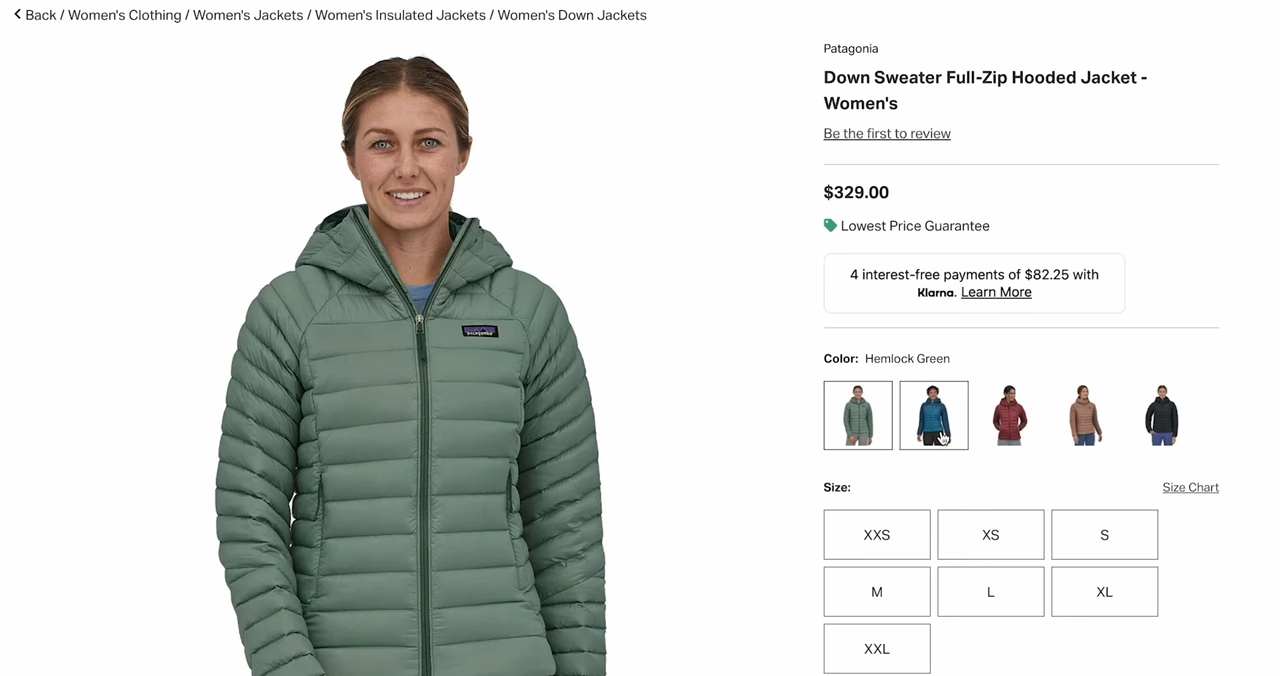 Back / Women's Clothing / Women's Jackets / Women's Insulated Jackets / Women's Down Jackets
Patagonia
Down Sweater Full-Zip Hooded Jacket -
Women's
Be the first to review
$329.00
Lowest Price Guarantee
4 interest-free payments of $82.25 with
Klarna. Learn More
Color: Hemlock Green
Size:
Size Chart
XXS
XS
S
M
L
XL
XXL
patagonia